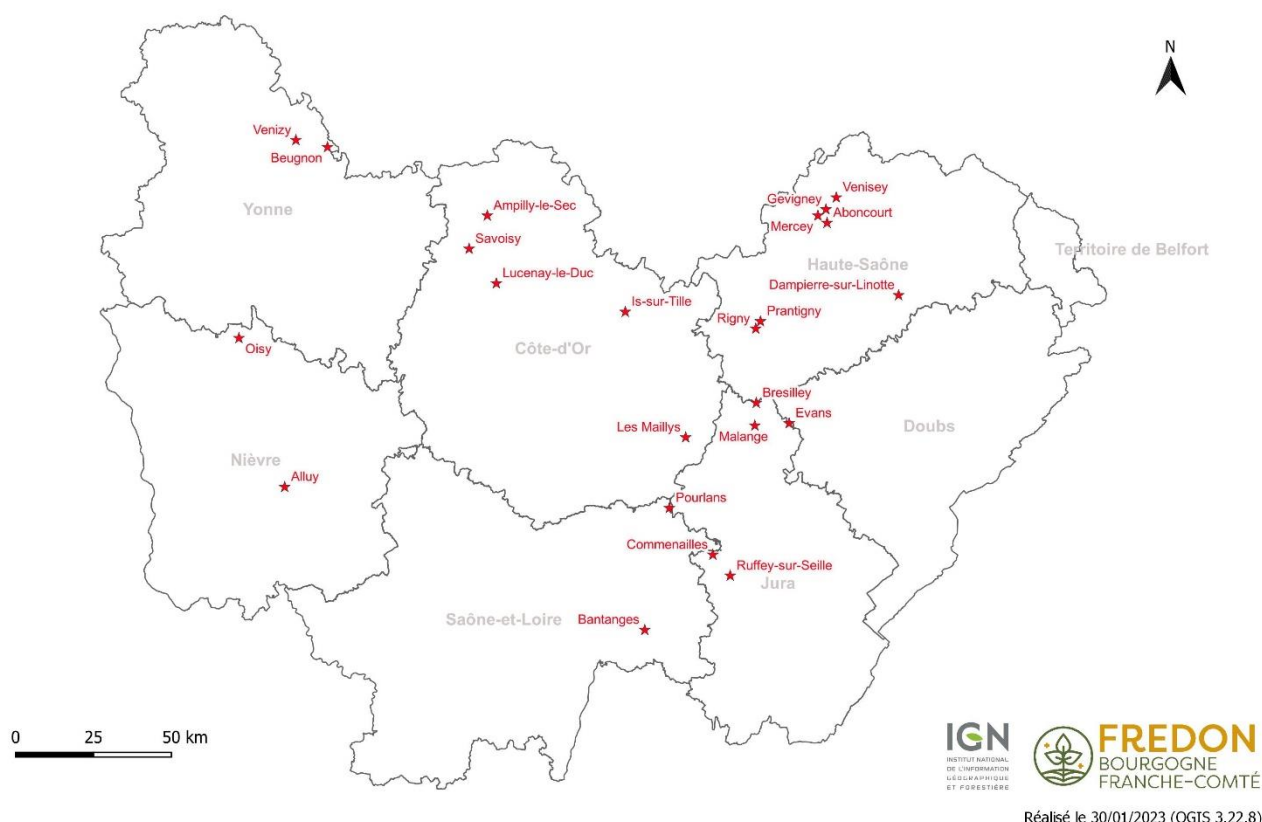 N
Venizy
Beugnon
Yonne
Venisey
Gevigney
Aboncourt
Mercey
Ampilly-le-Sec
Savoisy
Territoire de Belfort
Haute-Saône
Lucenay-le-Duc
Dampierre-sur-Linotte
Is-sur-Tille
Prantigny
Rigny
Oisy
Côte-d'Or
Bresilley
Evans
Les Maillys
Malange
Doubs
Nièvre
Alluy
Pourlans
Commenailles
Ruffey-sur-Seille
Jura
Saône-et-Loire
Bantanges
0 25 50 km
IGN
INSTITUT NATIONAL
DE L'INFORMATION
GÉOGRAPHIQUE
ET FORESTIÈRE
FREDON
BOURGOGNE
FRANCHE-COMTÉ
Réalisé le 30/01/2023 (QGIS 3.22.8)